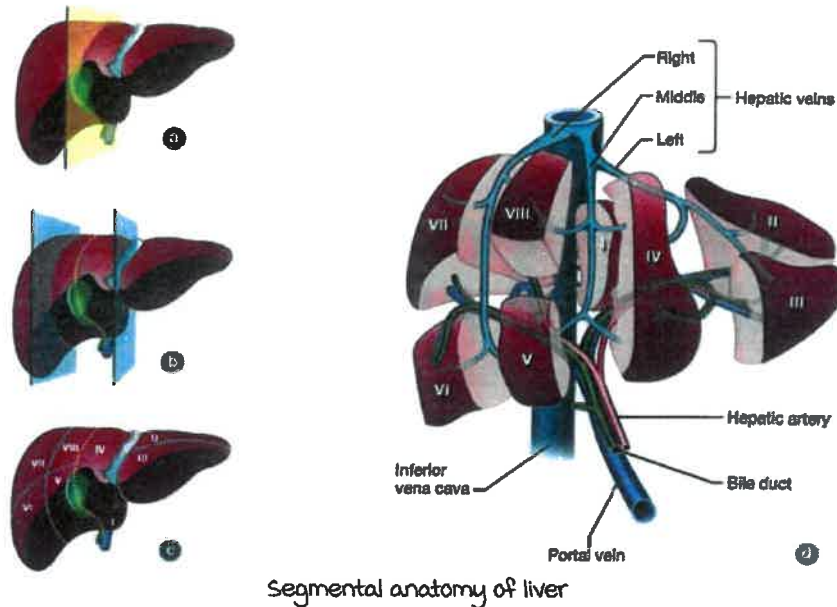 a
b
VII
VIII
IV
II
III
V
VI
I
c
Right
Middle
Left
Hepatic veins
VII
VIII
I
IV
II
III
VI
V
Hepatic artery
Inferior
vena cava
Bile duct
Portal vein
d
Segmental anatomy of liver